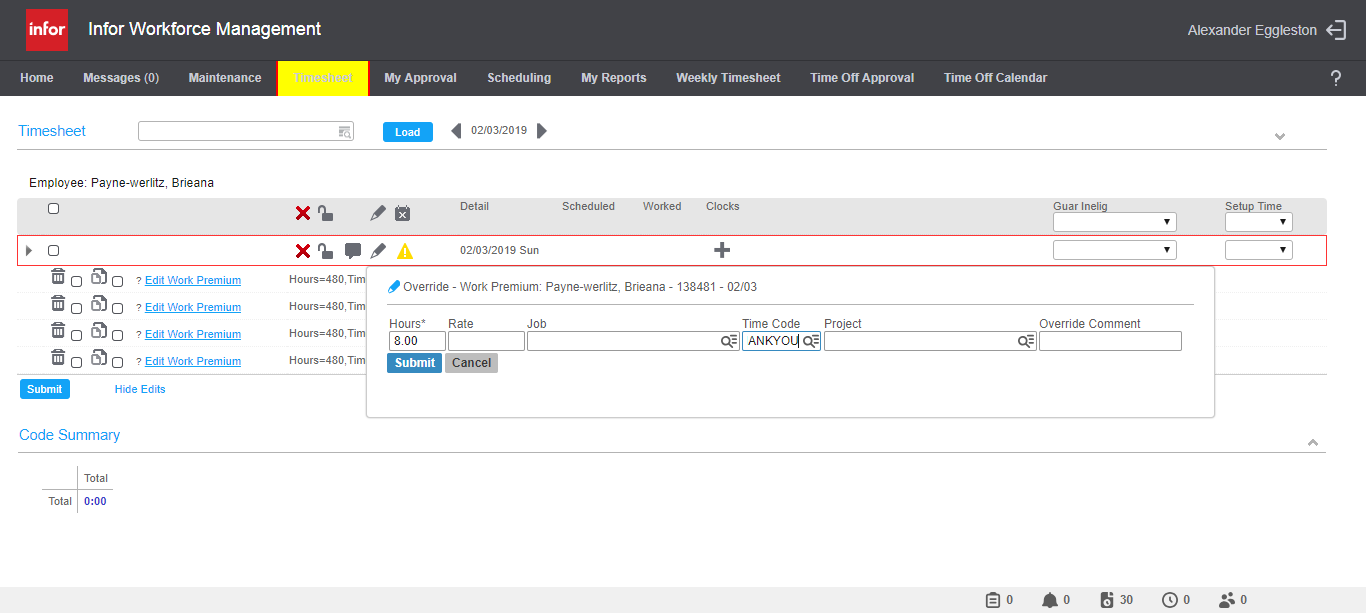 infor
Infor Workforce Management
Alexander Eggleston
Home Messages (0) Maintenance Timesheet My Approval Scheduling My Reports Weekly Timesheet Time Off Approval Time Off Calendar ?
Timesheet Load 02/03/2019
Employee: Payne-werlitz, Brieana
Detail Scheduled Worked Clocks Guar Inelig Setup Time
02/03/2019 Sun
? Edit Work Premium Hours=480,Tim
? Edit Work Premium Hours=480,Tim
? Edit Work Premium Hours=480,Tim
? Edit Work Premium Hours=480,Tim
Override - Work Premium: Payne-werlitz, Brieana - 138481 - 02/03
Hours* Rate Job Time Code Project Override Comment
8.00 ANKYOU
Submit Cancel
Submit Hide Edits
Code Summary
Total
Total 0:00
0 0 30 0 0